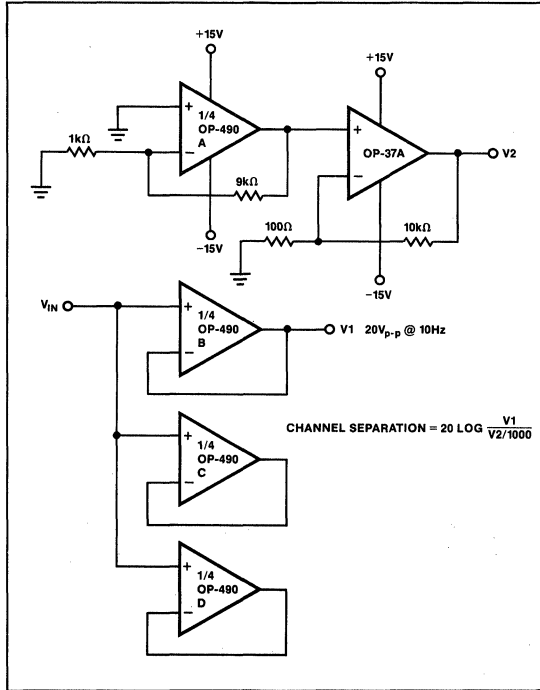 +15V
+15V
+
1/4
OP-490
A
−
1kΩ
9kΩ
−15V
+
OP-37A
−
V2
100Ω
10kΩ
−15V
VIN
+
1/4
OP-490
B
−
V1 20Vp-p @ 10Hz
CHANNEL SEPARATION = 20 LOG V1
V2/1000
+
1/4
OP-490
C
−
+
1/4
OP-490
D
−